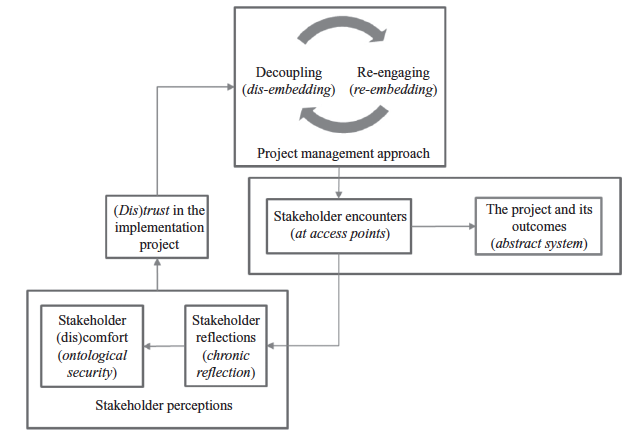 Decoupling
(dis-embedding)
Re-engaging
(re-embedding)
Project management approach
(Dis)trust in the
implementation
project
Stakeholder encounters
(at access points)
The project and its
outcomes
(abstract system)
Stakeholder
(dis)comfort
(ontological
security)
Stakeholder
reflections
(chronic
reflection)
Stakeholder perceptions